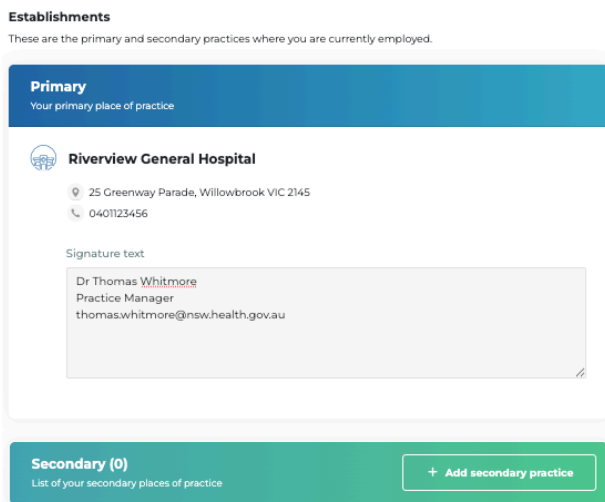 Establishments
These are the primary and secondary practices where you are currently employed.
Primary
Your primary place of practice
Riverview General Hospital
25 Greenway Parade, Willowbrook VIC 2145
0401123456
Signature text
Dr Thomas Whitmore
Practice Manager
thomas.whitmore@nsw.health.gov.au
Secondary (0)
+ Add secondary practice
List of your secondary places of practice